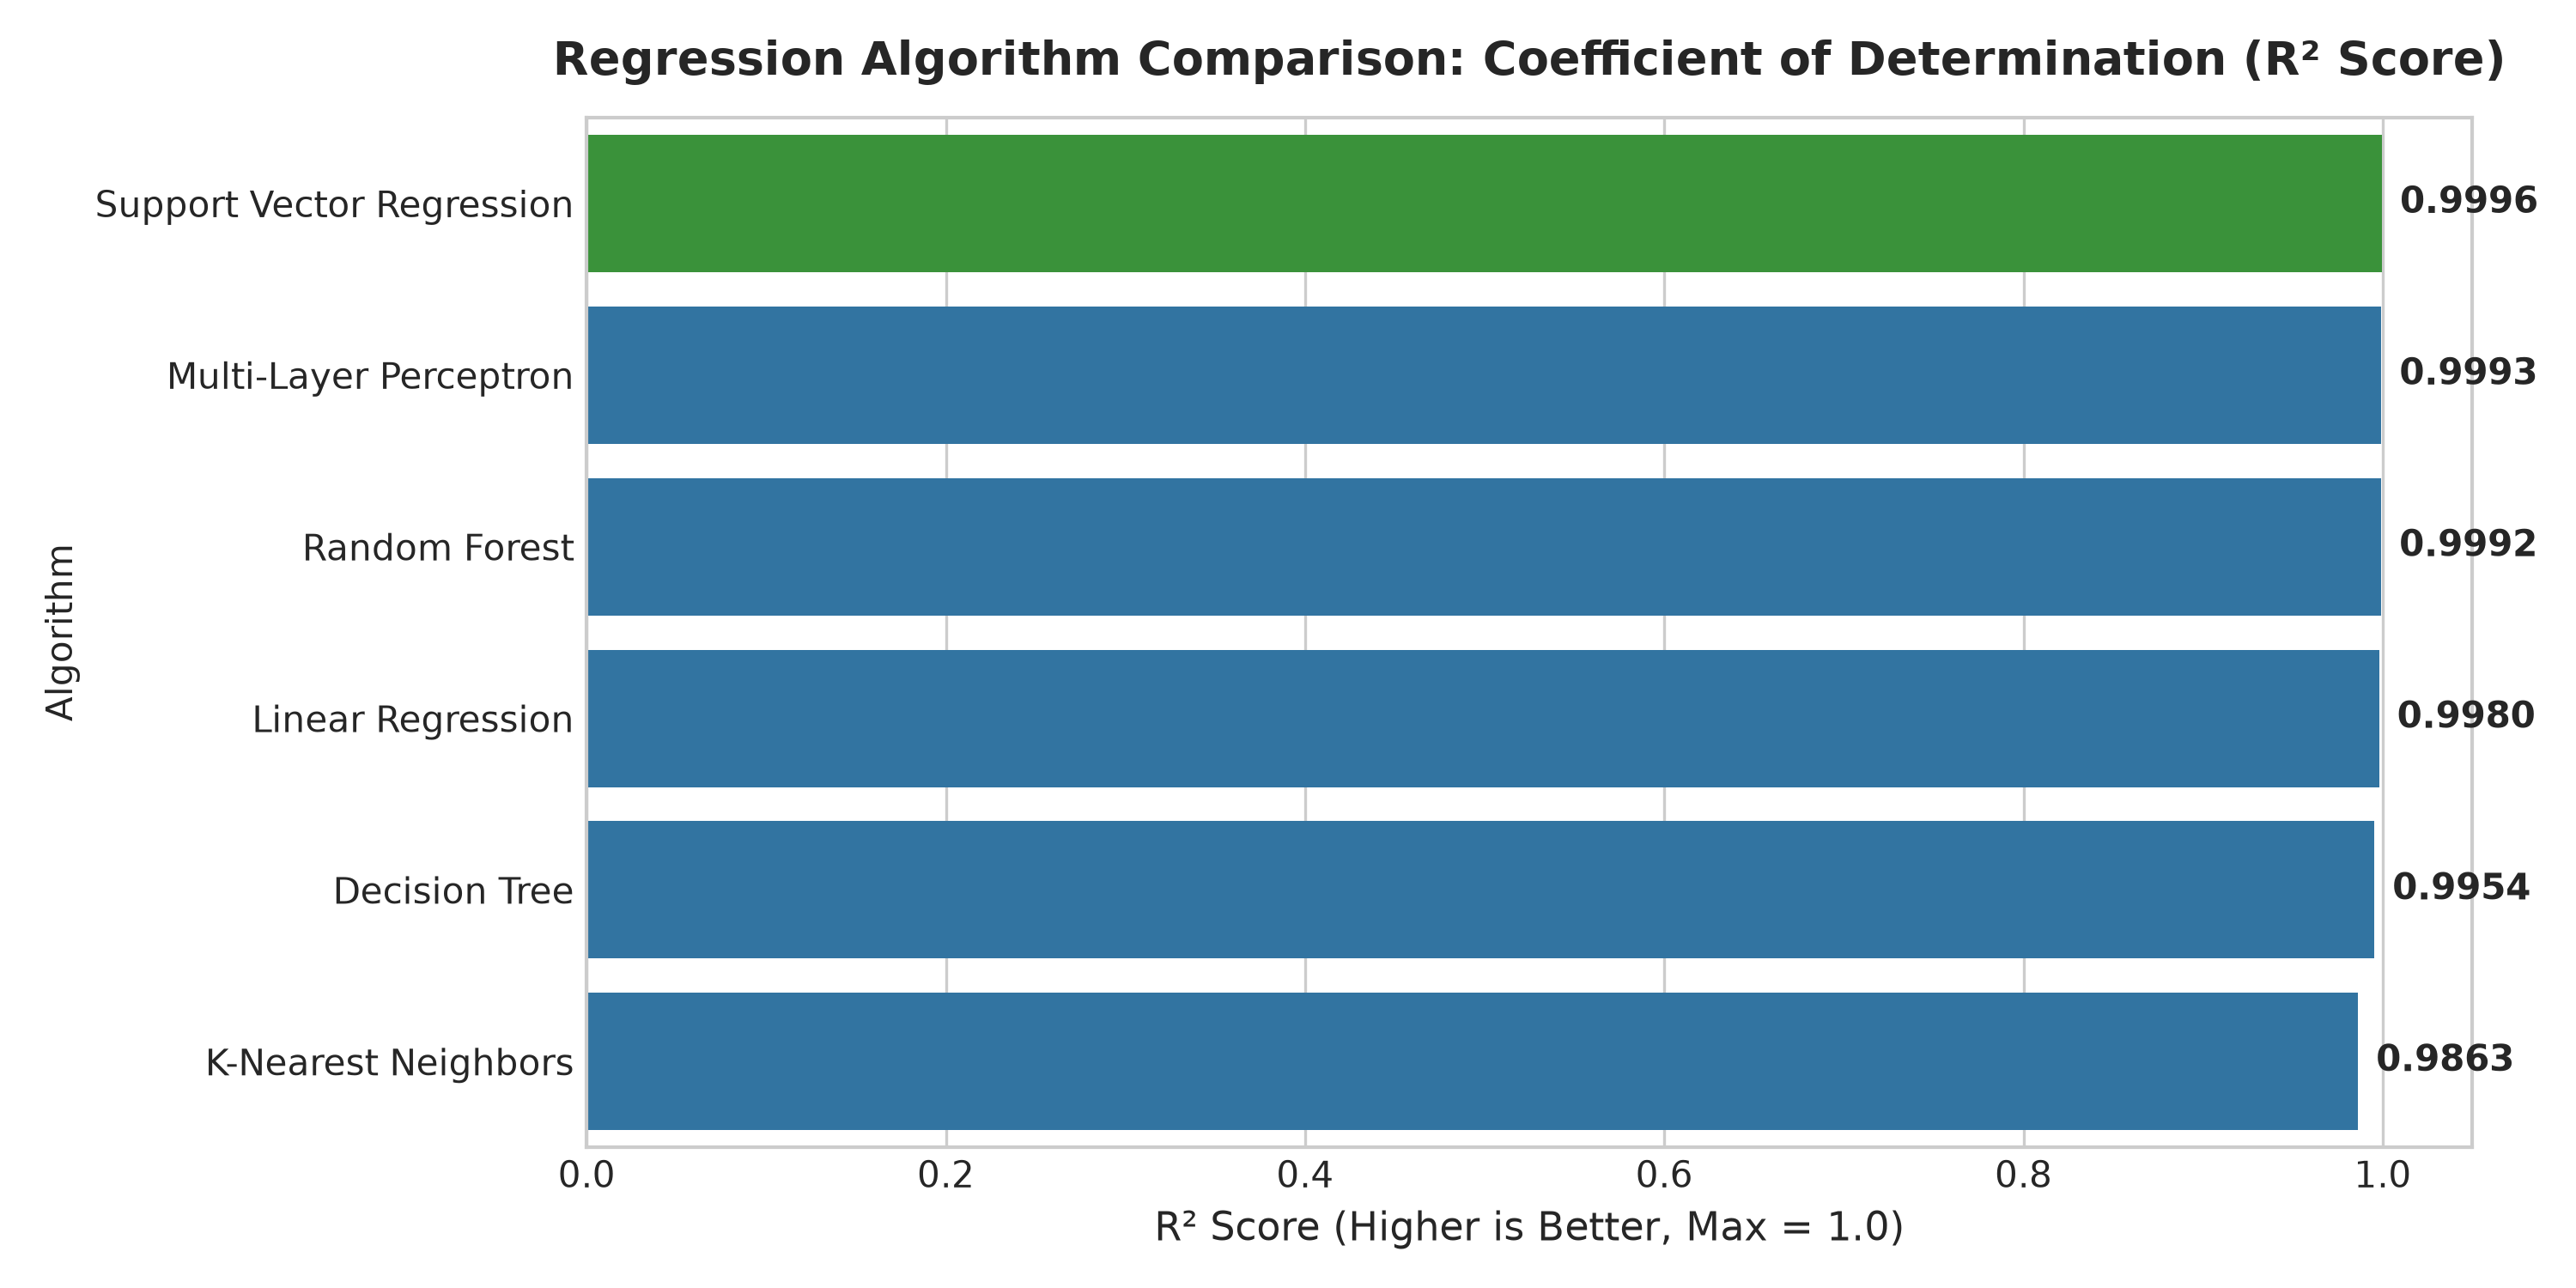 Regression Algorithm Comparison: Coefficient of Determination (R² Score)
Support Vector Regression 0.9996
Multi-Layer Perceptron 0.9993
Random Forest 0.9992
Linear Regression 0.9980
Decision Tree 0.9954
K-Nearest Neighbors 0.9863
Algorithm
0.0 0.2 0.4 0.6 0.8 1.0
R² Score (Higher is Better, Max = 1.0)